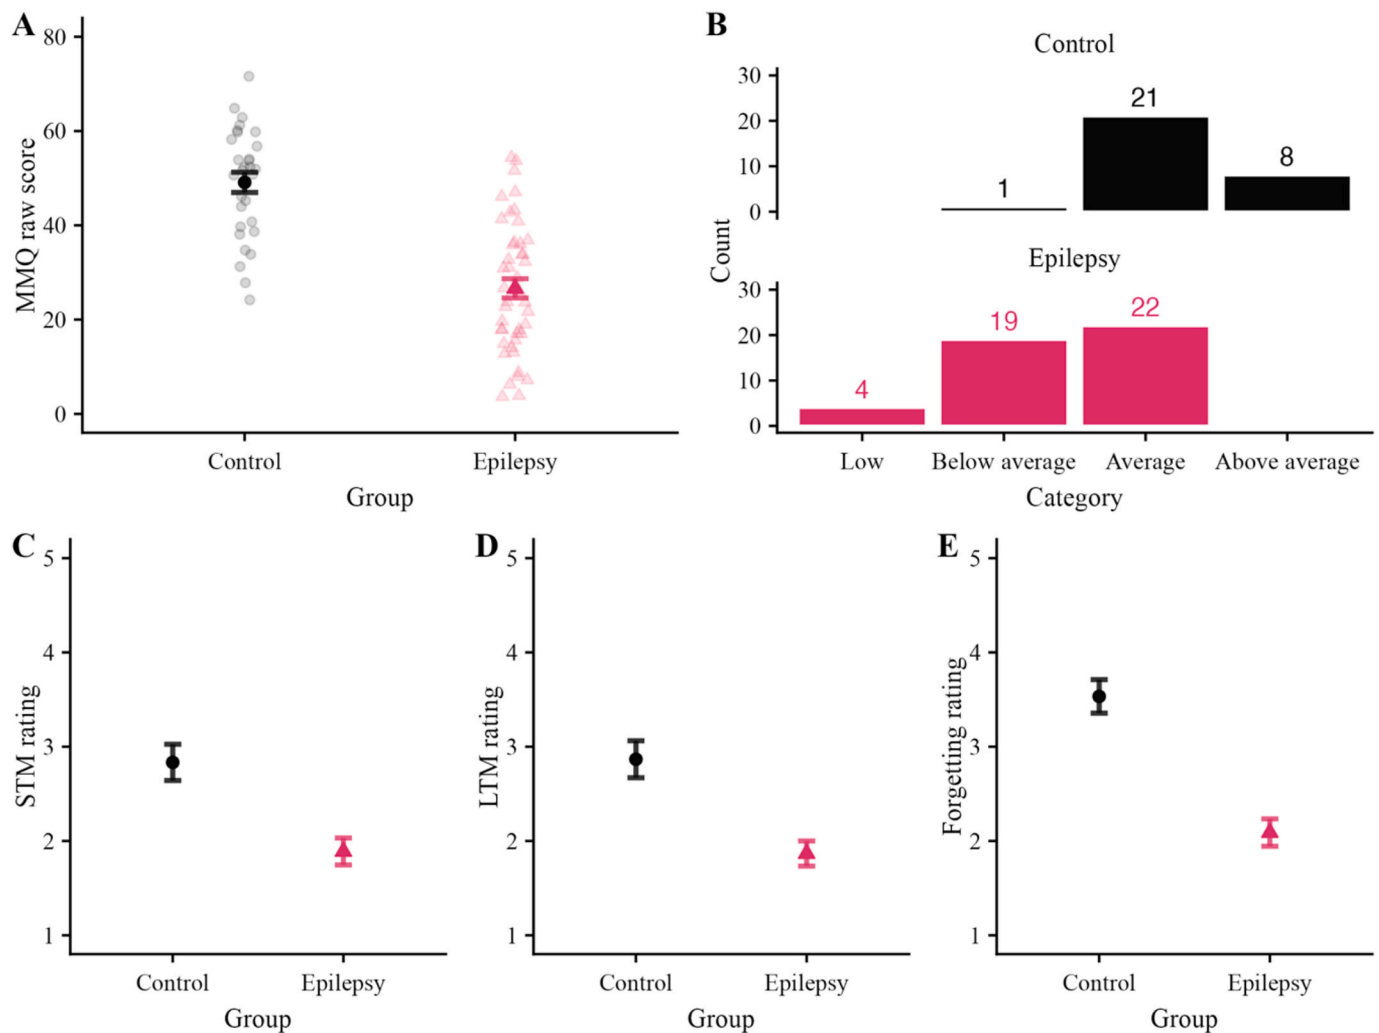 A
80
60
40
20
0
MMQ raw score
Control
Epilepsy
Group
B
Control
30
20
10
0
1
21
8
Count
Epilepsy
30
20
10
0
4
19
22
Low
Below average
Average
Above average
Category
C
5
4
3
2
1
STM rating
Control
Epilepsy
Group
D
5
4
3
2
1
LTM rating
Control
Epilepsy
Group
E
5
4
3
2
1
Forgetting rating
Control
Epilepsy
Group